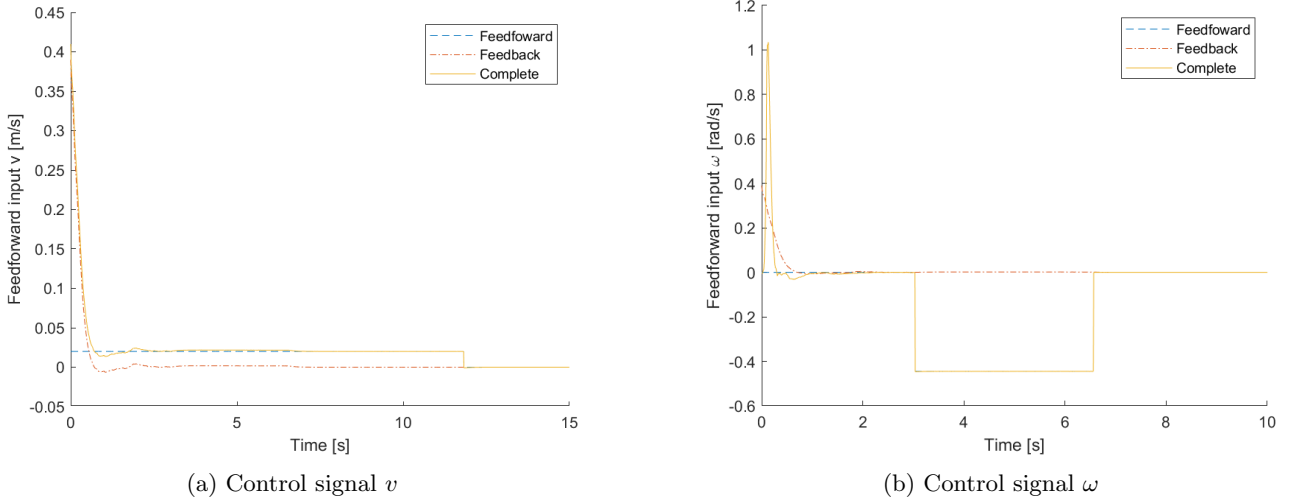 0.45
0.4
0.35
0.3
0.25
0.2
0.15
0.1
0.05
0
-0.05
0
5
10
15
Feedforward input v [m/s]
Time [s]
Feedfoward
Feedback
Complete
(a) Control signal v
1.2
1
0.8
0.6
0.4
0.2
0
-0.2
-0.4
-0.6
0
2
4
6
8
10
Feedforward input ω [rad/s]
Time [s]
Feedfoward
Feedback
Complete
(b) Control signal ω